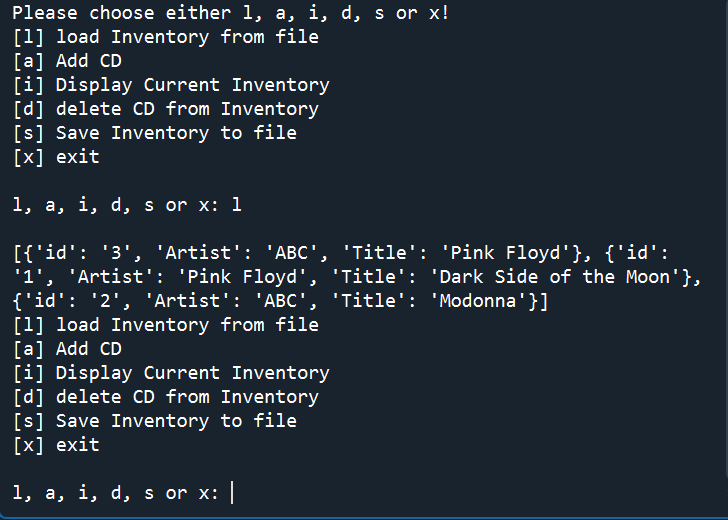 Please choose either l, a, i, d, s or x!
[l] load Inventory from file
[a] Add CD
[i] Display Current Inventory
[d] delete CD from Inventory
[s] Save Inventory to file
[x] exit
l, a, i, d, s or x: l
[{'id': '3', 'Artist': 'ABC', 'Title': 'Pink Floyd'}, {'id':
'1', 'Artist': 'Pink Floyd', 'Title': 'Dark Side of the Moon'},
{'id': '2', 'Artist': 'ABC', 'Title': 'Modonna'}]
[l] load Inventory from file
[a] Add CD
[i] Display Current Inventory
[d] delete CD from Inventory
[s] Save Inventory to file
[x] exit
l, a, i, d, s or x: